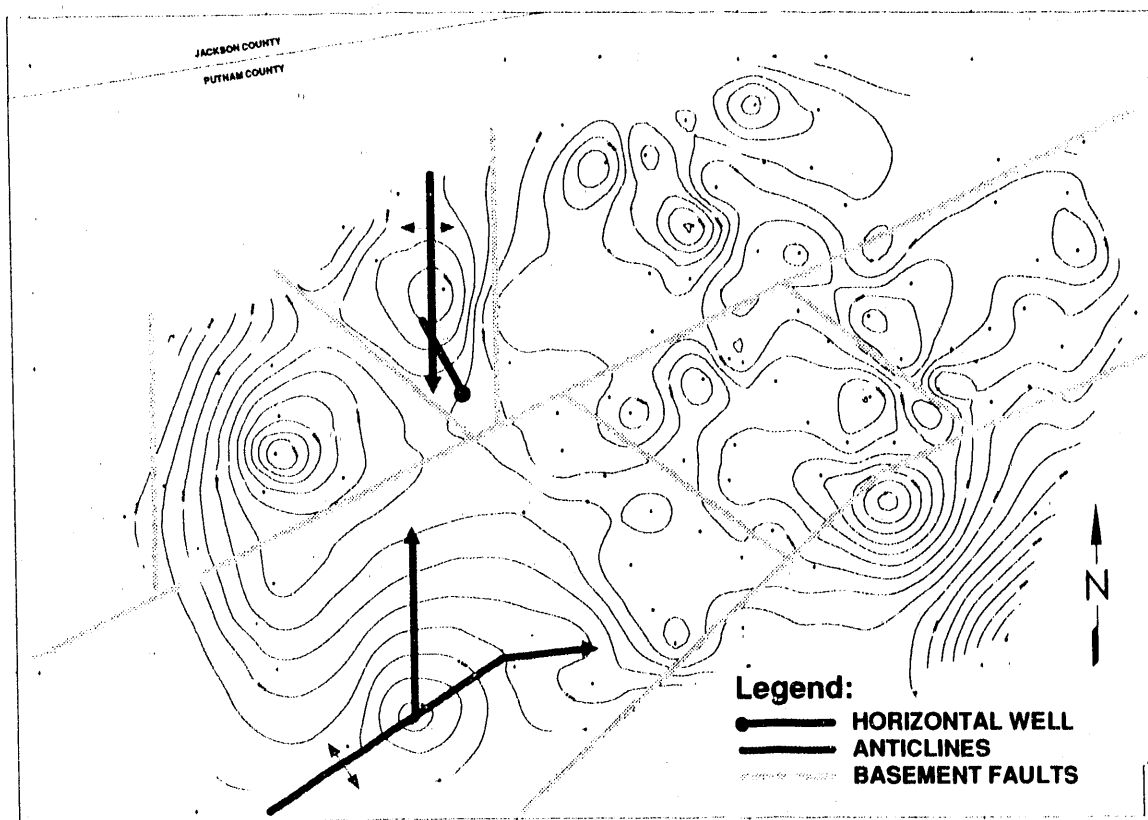 JACKSON COUNTY
PUTNAM COUNTY
N
Legend:
HORIZONTAL WELL
ANTICLINES
BASEMENT FAULTS